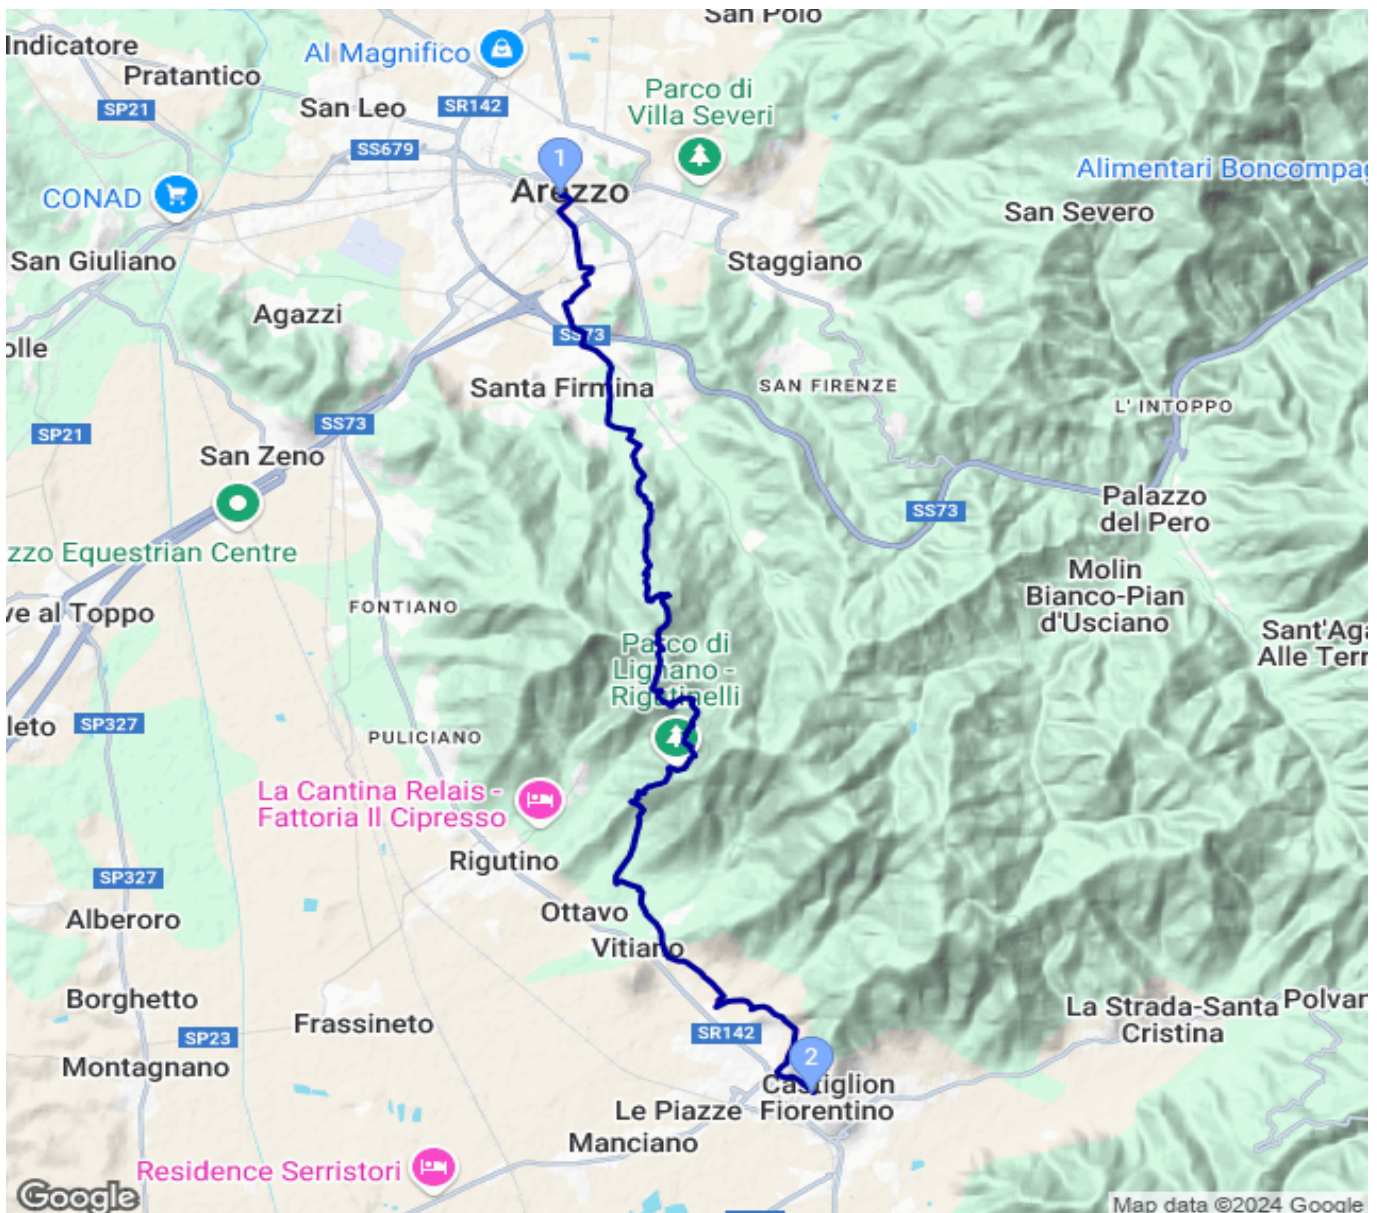 San Polo
Indicatore
Al Magnifico
Pratantico
Parco di
Villa Severi
SP21
San Leo
SR142
SS679
1
Alimentari Boncompag
CONAD
Arezzo
San Severo
San Giuliano
Staggiano
Agazzi
olle
SS73
Santa Firmina
SAN FIRENZE
L' INTOPPO
SP21
SS73
San Zeno
Palazzo
del Pero
SS73
zzo Equestrian Centre
Molin
Bianco-Pian
d'Usciano
ve al Toppo
FONTIANO
Sant'Aga
Alle Terr
Parco di
Lignano -
Rigutinelli
leto
SP327
PULICIANO
La Cantina Relais -
Fattoria Il Cipresso
Rigutino
SP327
Alberoro
Ottavo
Vitiano
Borghetto
La Strada-Santa
Cristina
Polvar
Frassineto
SP23
SR142
Montagnano
2
Castiglion
Fiorentino
Le Piazze
Manciano
Residence Serristori
Google
Map data ©2024 Google